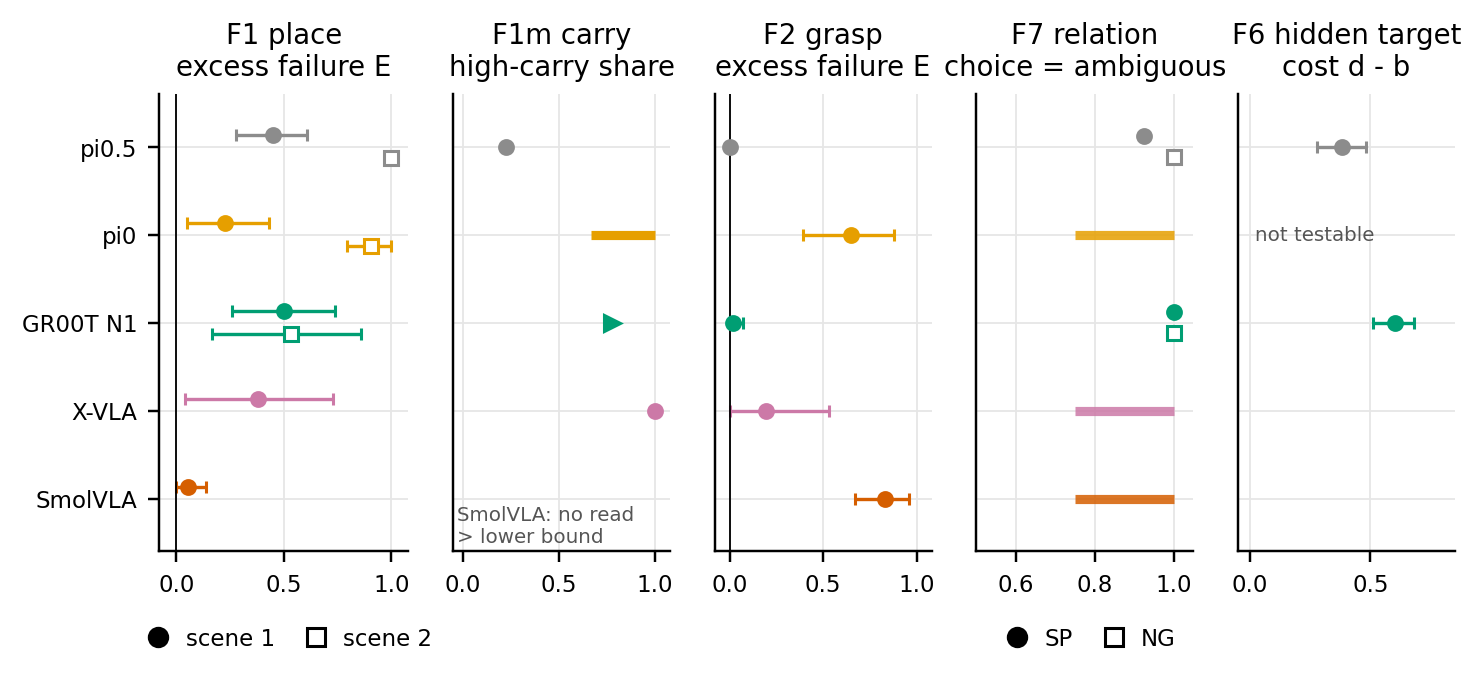 F1 place
excess failure E
F1m carry
high-carry share
F2 grasp
excess failure E
F7 relation
choice = ambiguous
F6 hidden target
cost d - b
pi0.5
pi0
GR00T N1
X-VLA
SmolVLA
not testable
SmolVLA: no read
> lower bound
0.0 0.5 1.0
0.0 0.5 1.0
0.0 0.5 1.0
0.6 0.8 1.0
0.0 0.5
scene 1 scene 2
SP NG